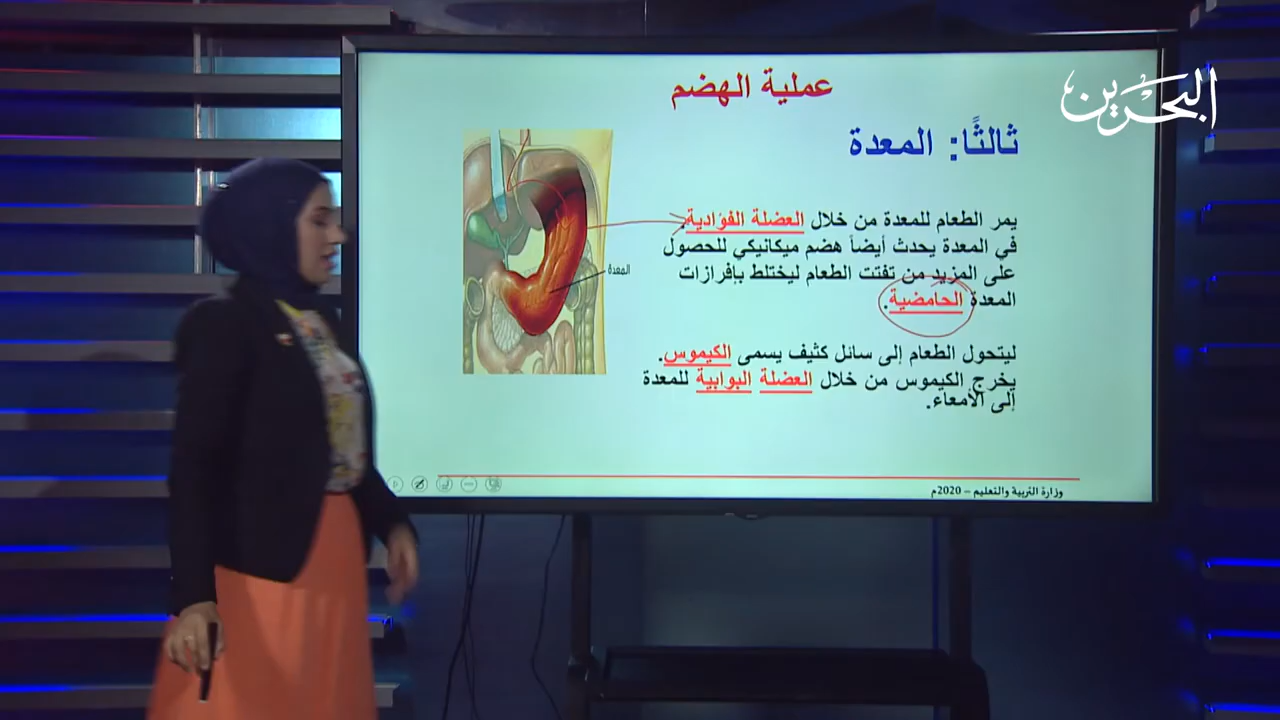 عملية الهضم
البحرين
ثالثًا: المعدة
يمر الطعام للمعدة من خلال العضلة الفؤادية.
في المعدة يحدث أيضاً هضم ميكانيكي للحصول
على المزيد من تفتت الطعام ليختلط بإفرازات
المعدة الحامضية.
المعدة
ليتحول الطعام إلى سائل كثيف يسمى الكيموس.
يخرج الكيموس من خلال العضلة البوابية للمعدة
إلى الأمعاء.
وزارة التربية والتعليم – 2020م